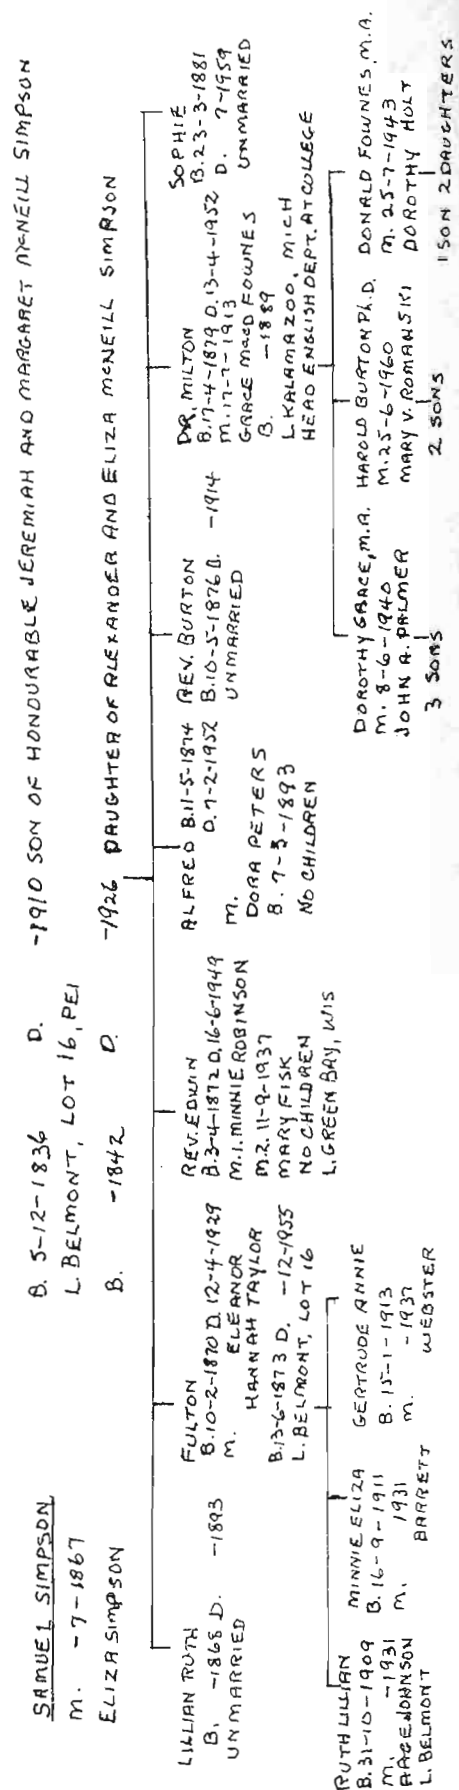 SAMUEL SIMPSON B. 5-12-1836 D. -1910 SON OF HONOURABLE JEREMIAH AND MARGARET MCNEILL SIMPSON
M. -7-1867 L. BELMONT, LOT 16, PEI
ELIZA SIMPSON B. -1842 D. -1926 DAUGHTER OF ALEXANDER AND ELIZA MCNEILL SIMPSON
LILLIAN RUTH
B. -1868 D. -1893
UNMARRIED
FULTON
B. 10-2-1870 D. 12-4-1929
M. ELEANOR
HANNAH TAYLOR
B. 13-6-1873 D. -12-1955
L. BELMONT, LOT 16
REV. EDWIN
B. 3-4-1872 D. 16-6-1949
M. 1. MINNIE ROBINSON
M. 2. 11-9-1937
MARY FISK
NO CHILDREN
L. GREEN BAY, WIS
ALFRED B. 11-5-1874
D. 7-2-1952
M.
DORA PETERS
B. 7-3-1893
NO CHILDREN
REV. BURTON
B. 10-5-1876 D. -1914
UNMARRIED
DR. MILTON
B. 17-4-1879 D. 13-4-1952
M. 17-7-1913
GRACE MacD FOWNES
B. -1889
L. KALAMAZOO, MICH
HEAD ENGLISH DEPT. AT COLLEGE
SOPHIE
B. 23-3-1881
D. 7-1959
UNMARRIED
RUTH LILLIAN
B. 31-10-1909
M. -1931
JOHNSON
L. BELMONT
MINNIE ELIZA
B. 16-9-1911
M. 1931
BARRETT
GERTRUDE ANNIE
B. 15-1-1913
M. -1937
WEBSTER
DOROTHY GRACE, M.A.
M. 8-6-1940
JOHN A. PALMER
3 SONS
HAROLD BURTON Ph.D.
M. 25-6-1960
MARY V. ROMANSKI
2 SONS
DONALD FOWNES, M.A.
M. 25-7-1943
DOROTHY HOLT
1 SON 2 DAUGHTERS